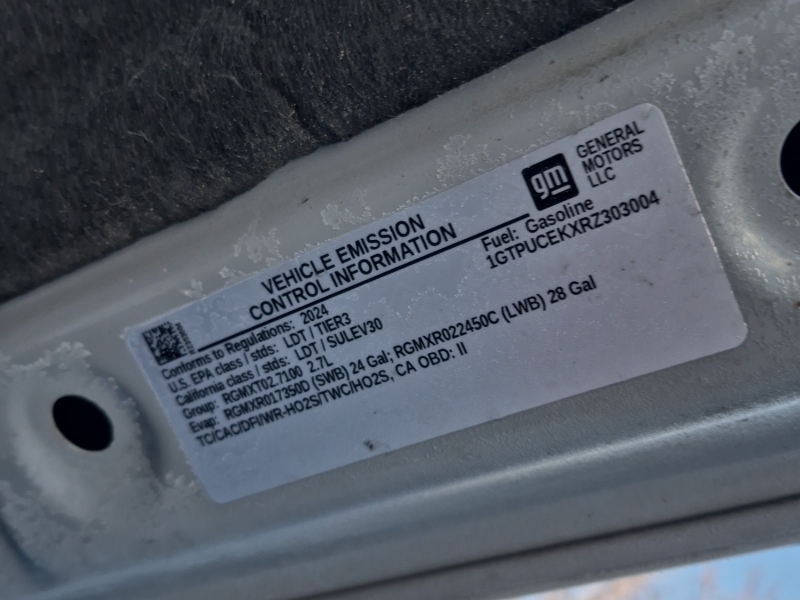 gm
GENERAL
MOTORS
LLC
VEHICLE EMISSION
CONTROL INFORMATION
Fuel: Gasoline
1GTPUCEKXRZ303004
Conforms to Regulations: 2024
U.S. EPA class / stds: LDT / TIER3
California class / stds: LDT / SULEV30
Group: RGMXT02.7100 2.7L
Evap: RGMXR017350D (SWB) 24 Gal; RGMXR022450C (LWB) 28 Gal
TC/CAC/DFI/WR-HO2S/TWC/HO2S, CA OBD: II